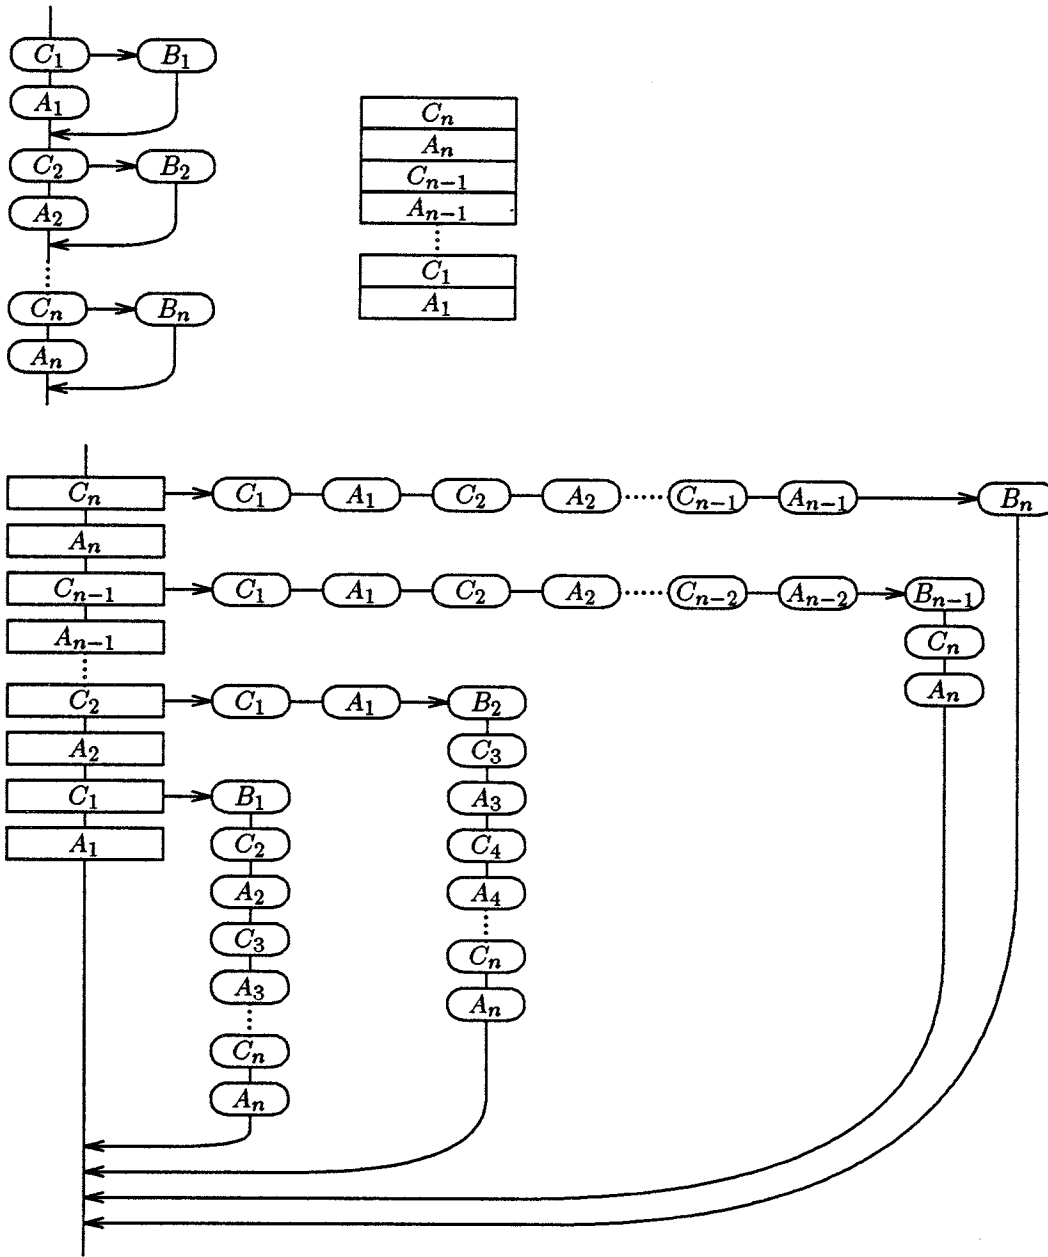 C₁ B₁
A₁
C₂ B₂
A₂
Cₙ Bₙ
Aₙ
Cₙ
Aₙ
Cₙ₋₁
Aₙ₋₁
C₁
A₁
Cₙ C₁ A₁ C₂ A₂ Cₙ₋₁ Aₙ₋₁ Bₙ
Aₙ
Cₙ₋₁ C₁ A₁ C₂ A₂ Cₙ₋₂ Aₙ₋₂ Bₙ₋₁
Aₙ₋₁ Cₙ
Aₙ
C₂ C₁ A₁ B₂
A₂ C₃
C₁ B₁ A₃
A₁ C₂ C₄
A₂ A₄
C₃ Cₙ
A₃ Aₙ
Cₙ
Aₙ